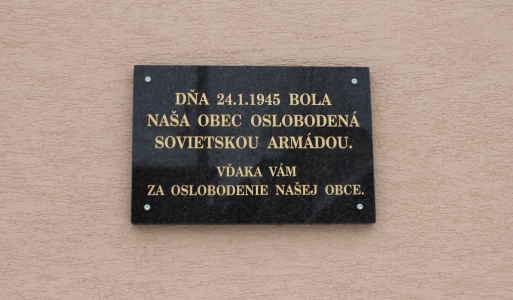 DŇA 24.1.1945 BOLA
NAŠA OBEC OSLOBODENÁ
SOVIETSKOU ARMÁDOU.
VĎAKA VÁM
ZA OSLOBODENIE NAŠEJ OBCE.